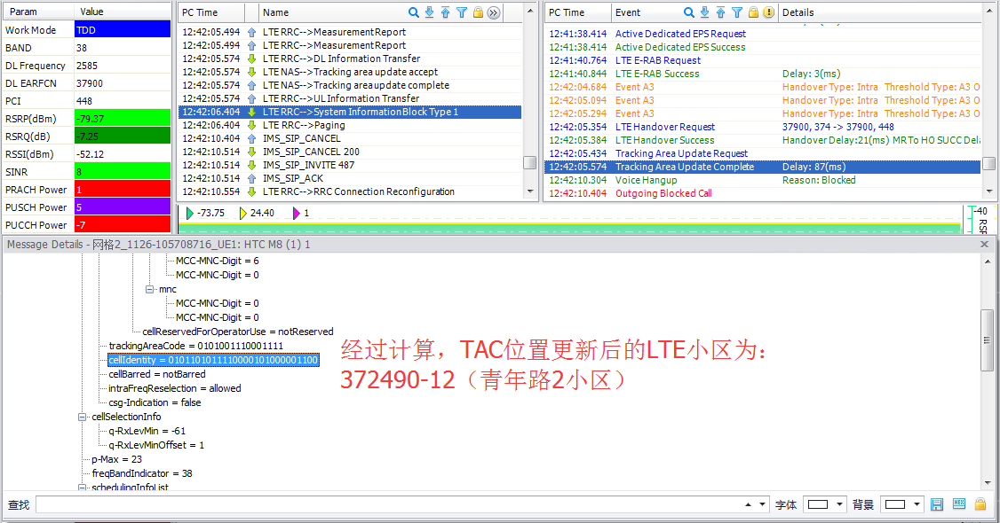 Param Value
Work Mode TDD
BAND 38
DL Frequency 2585
DL EARFCN 37900
PCI 448
RSRP(dBm) -79.37
RSRQ(dB) -7.25
RSSI(dBm) -52.12
SINR 8
PRACH Power 1
PUSCH Power 5
PUCCH Power -7
PC Time Name
12:42:05.494 LTE RRC-->Measurement Report
12:42:05.494 LTE RRC-->Measurement Report
12:42:05.574 LTE RRC-->DL Information Transfer
12:42:05.574 LTE NAS-->Tracking area update accept
12:42:05.574 LTE NAS-->Tracking area update complete
12:42:05.574 LTE RRC-->UL Information Transfer
12:42:06.404 LTE RRC-->System Information Block Type 1
12:42:06.404 LTE RRC-->Paging
12:42:10.404 IMS_SIP_CANCEL
12:42:10.514 IMS_SIP_CANCEL 200
12:42:10.514 IMS_SIP_INVITE 487
12:42:10.514 IMS_SIP_ACK
12:42:10.554 LTE RRC-->RRC Connection Reconfiguration
PC Time Event Details
12:41:38.414 Active Dedicated EPS Request
12:41:38.414 Active Dedicated EPS Success
12:41:40.764 LTE E-RAB Request
12:41:40.844 LTE E-RAB Success Delay: 3(ms)
12:42:04.684 Event A3 Handover Type: Intra Threshold Type: A3 O
12:42:05.094 Event A3 Handover Type: Intra Threshold Type: A3 O
12:42:05.294 Event A3 Handover Type: Intra Threshold Type: A3 O
12:42:05.354 LTE Handover Request 37900, 374 -> 37900, 448
12:42:05.384 LTE Handover Success Handover Delay:21(ms) MRTo HO SUCC Dela
12:42:05.434 Tracking Area Update Request
12:42:05.574 Tracking Area Update Complete Delay: 87(ms)
12:42:10.304 Voice Hangup Reason: Blocked
12:42:10.404 Outgoing Blocked Call
-73.75 24.40 1
-40
RSF
Message Details - 网格2_1126-105708716_UE1: HTC M8 (1) 1
MCC-MNC-Digit = 6
MCC-MNC-Digit = 0
mnc
MCC-MNC-Digit = 0
MCC-MNC-Digit = 0
cellReservedForOperatorUse = notReserved
trackingAreaCode = 0101001110001111
cellIdentity = 0101101011110000101000001100
cellBarred = notBarred
intraFreqReselection = allowed
csg-Indication = false
cellSelectionInfo
q-RxLevMin = -61
q-RxLevMinOffset = 1
p-Max = 23
freqBandIndicator = 38
schedulingInfoList
经过计算，TAC位置更新后的LTE小区为：
372490-12（青年路2小区）
查找 字体 背景 HEX